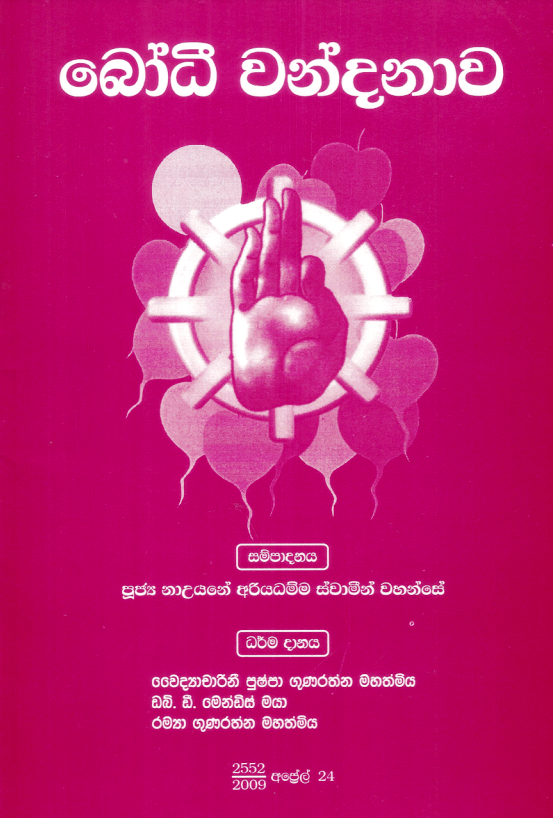 බෝධී වන්දනාව
සම්පාදනය
පූජ්‍ය නාඋයනේ අරියධම්ම ස්වාමීන් වහන්සේ
ධර්ම දානය
වෛද්‍යාචාරිනී පුෂ්පා ගුණරත්න මහත්මිය
ඩබ්. ඩී. මෙන්ඩිස් මයා
රම්‍යා ගුණරත්න මහත්මිය
2552
2009 අප්‍රේල් 24